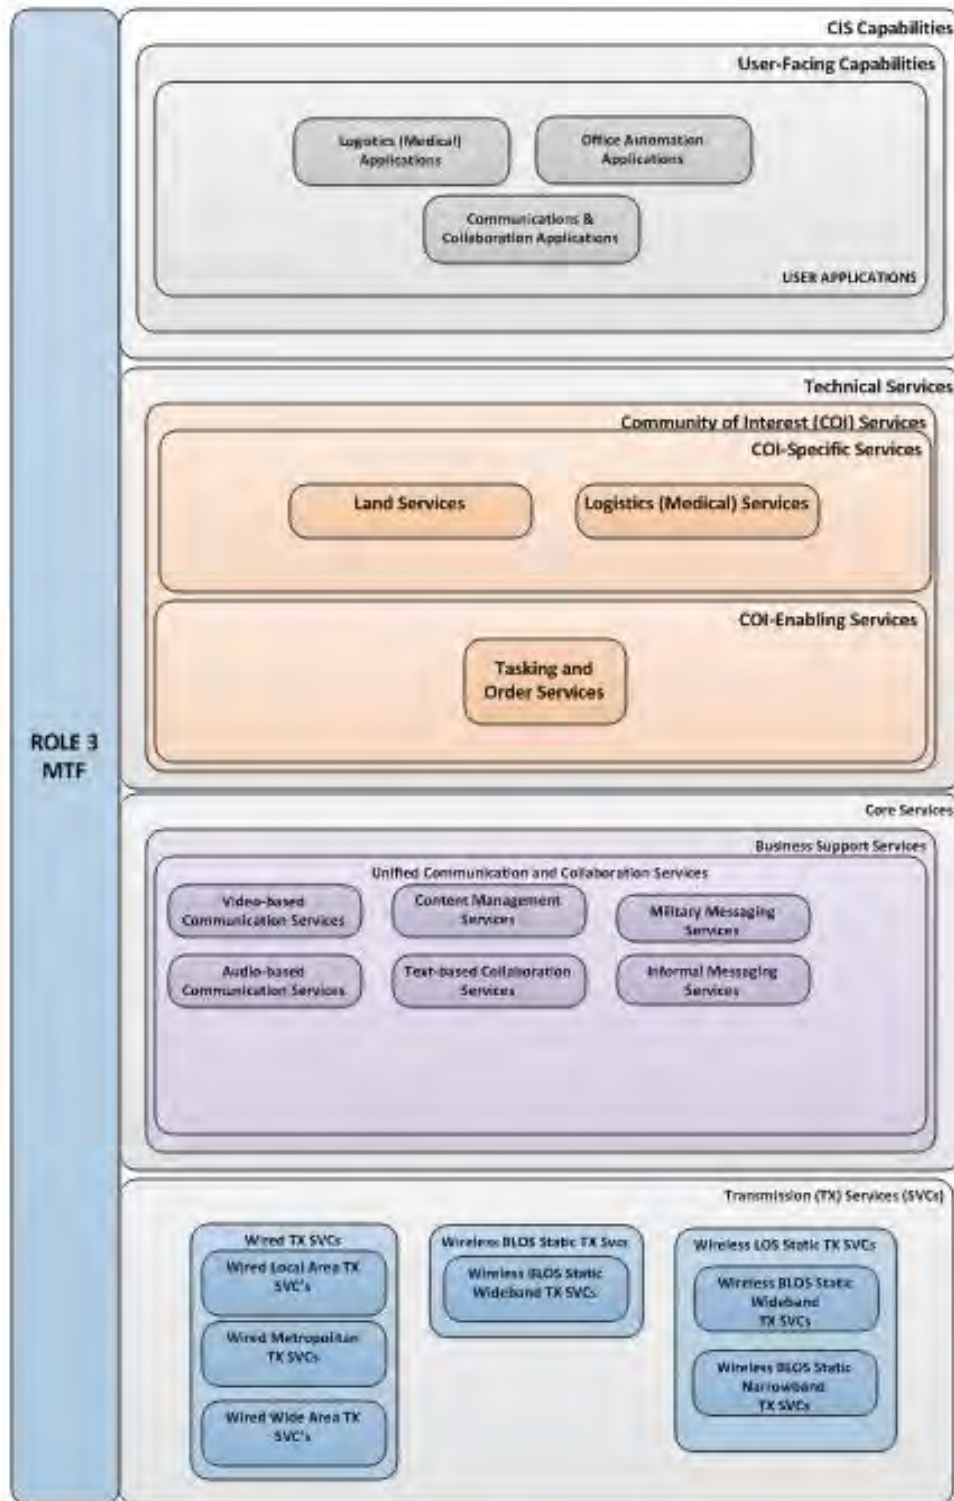 ROLE 3
MTF
CIS Capabilities
User-Facing Capabilities
Logistics (Medical)
Applications
Office Automation
Applications
Communications &
Collaboration Applications
USER APPLICATIONS
Technical Services
Community of Interest (COI) Services
COI-Specific Services
Land Services
Logistics (Medical) Services
COI-Enabling Services
Tasking and
Order Services
Core Services
Business Support Services
Unified Communication and Collaboration Services
Video-based
Communication Services
Content Management
Services
Military Messaging
Services
Audio-based
Communication Services
Text-based Collaboration
Services
Informal Messaging
Services
Transmission (TX) Services (SVCs)
Wired TX SVCs
Wired Local Area TX
SVC's
Wired Metropolitan
TX SVCs
Wired Wide Area TX
SVC's
Wireless BLOS Static TX Svcs
Wireless BLOS Static
Wideband TX SVCs
Wireless LOS Static TX SVCs
Wireless BLOS Static
Wideband
TX SVCs
Wireless BLOS Static
Narrowband
TX SVCs